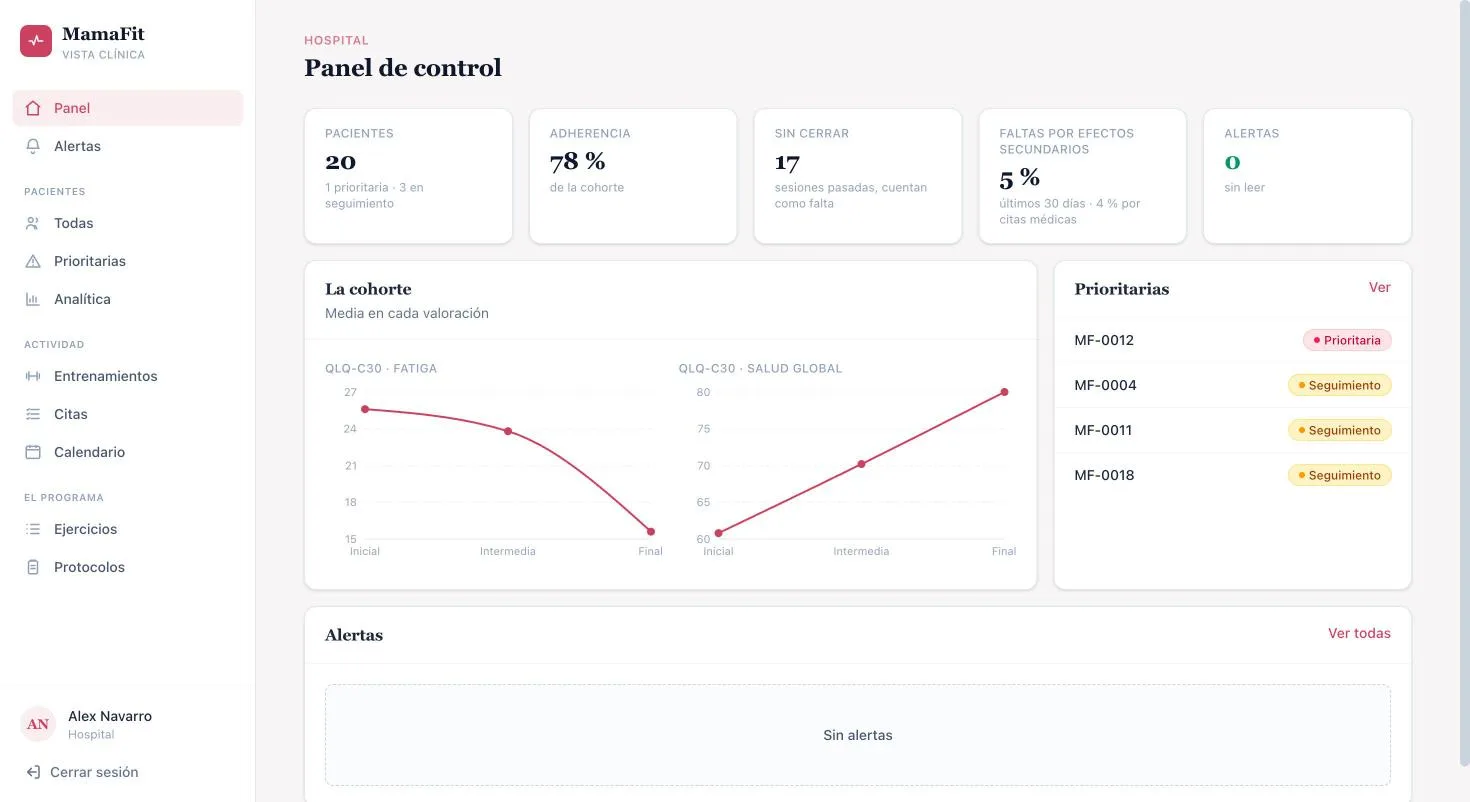 MamaFit
VISTA CLÍNICA
Panel
Alertas
PACIENTES
Todas
Prioritarias
Analítica
ACTIVIDAD
Entrenamientos
Citas
Calendario
EL PROGRAMA
Ejercicios
Protocolos
AN
Alex Navarro
Hospital
Cerrar sesión
HOSPITAL
Panel de control
PACIENTES
20
1 prioritaria · 3 en
seguimiento
ADHERENCIA
78 %
de la cohorte
SIN CERRAR
17
sesiones pasadas, cuentan
como falta
FALTAS POR EFECTOS
SECUNDARIOS
5 %
últimos 30 días · 4 % por
citas médicas
ALERTAS
0
sin leer
La cohorte
Media en cada valoración
QLQ-C30 · FATIGA
27
24
21
18
15
Inicial Intermedia Final
QLQ-C30 · SALUD GLOBAL
80
75
70
65
60
Inicial Intermedia Final
Prioritarias Ver
MF-0012 Prioritaria
MF-0004 Seguimiento
MF-0011 Seguimiento
MF-0018 Seguimiento
Alertas Ver todas
Sin alertas